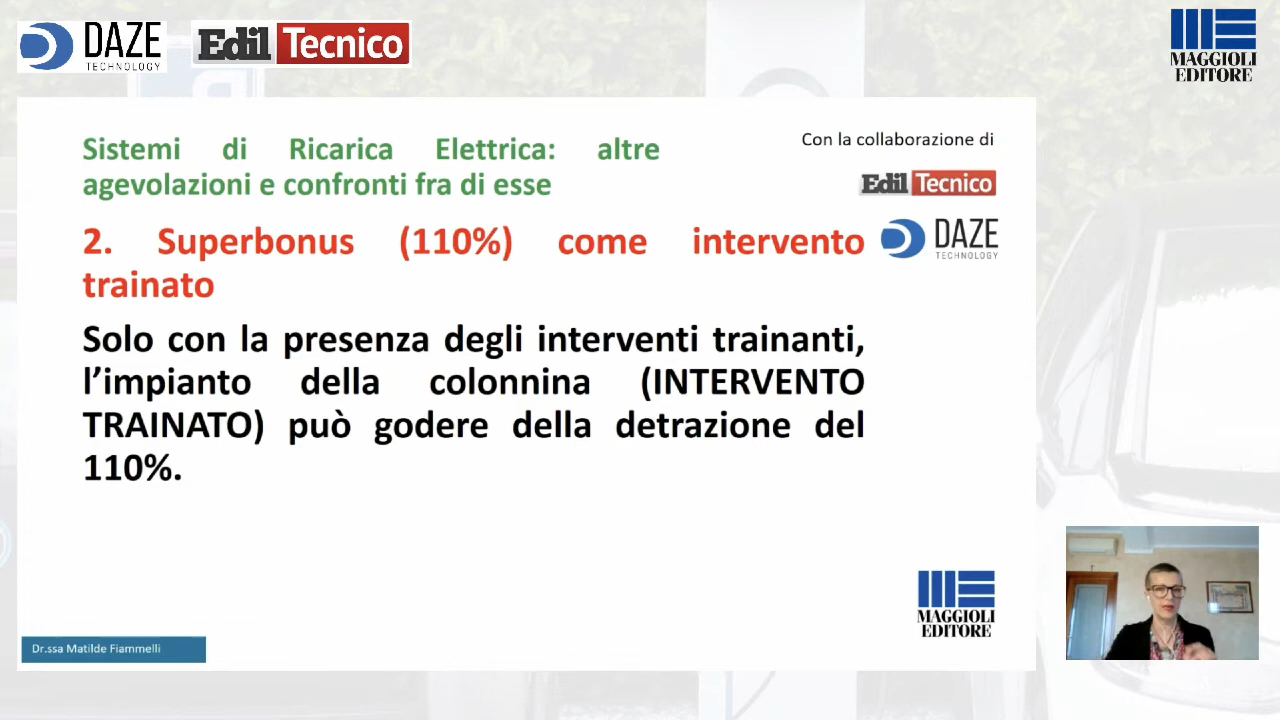 DAZE
TECHNOLOGY
Edil Tecnico
MAGGIOLI
EDITORE
Sistemi di Ricarica Elettrica: altre
agevolazioni e confronti fra di esse
Con la collaborazione di
Edil Tecnico
DAZE
TECHNOLOGY
2. Superbonus (110%) come intervento
trainato
Solo con la presenza degli interventi trainanti,
l’impianto della colonnina (INTERVENTO
TRAINATO) può godere della detrazione del
110%.
MAGGIOLI
EDITORE
Dr.ssa Matilde Fiammelli